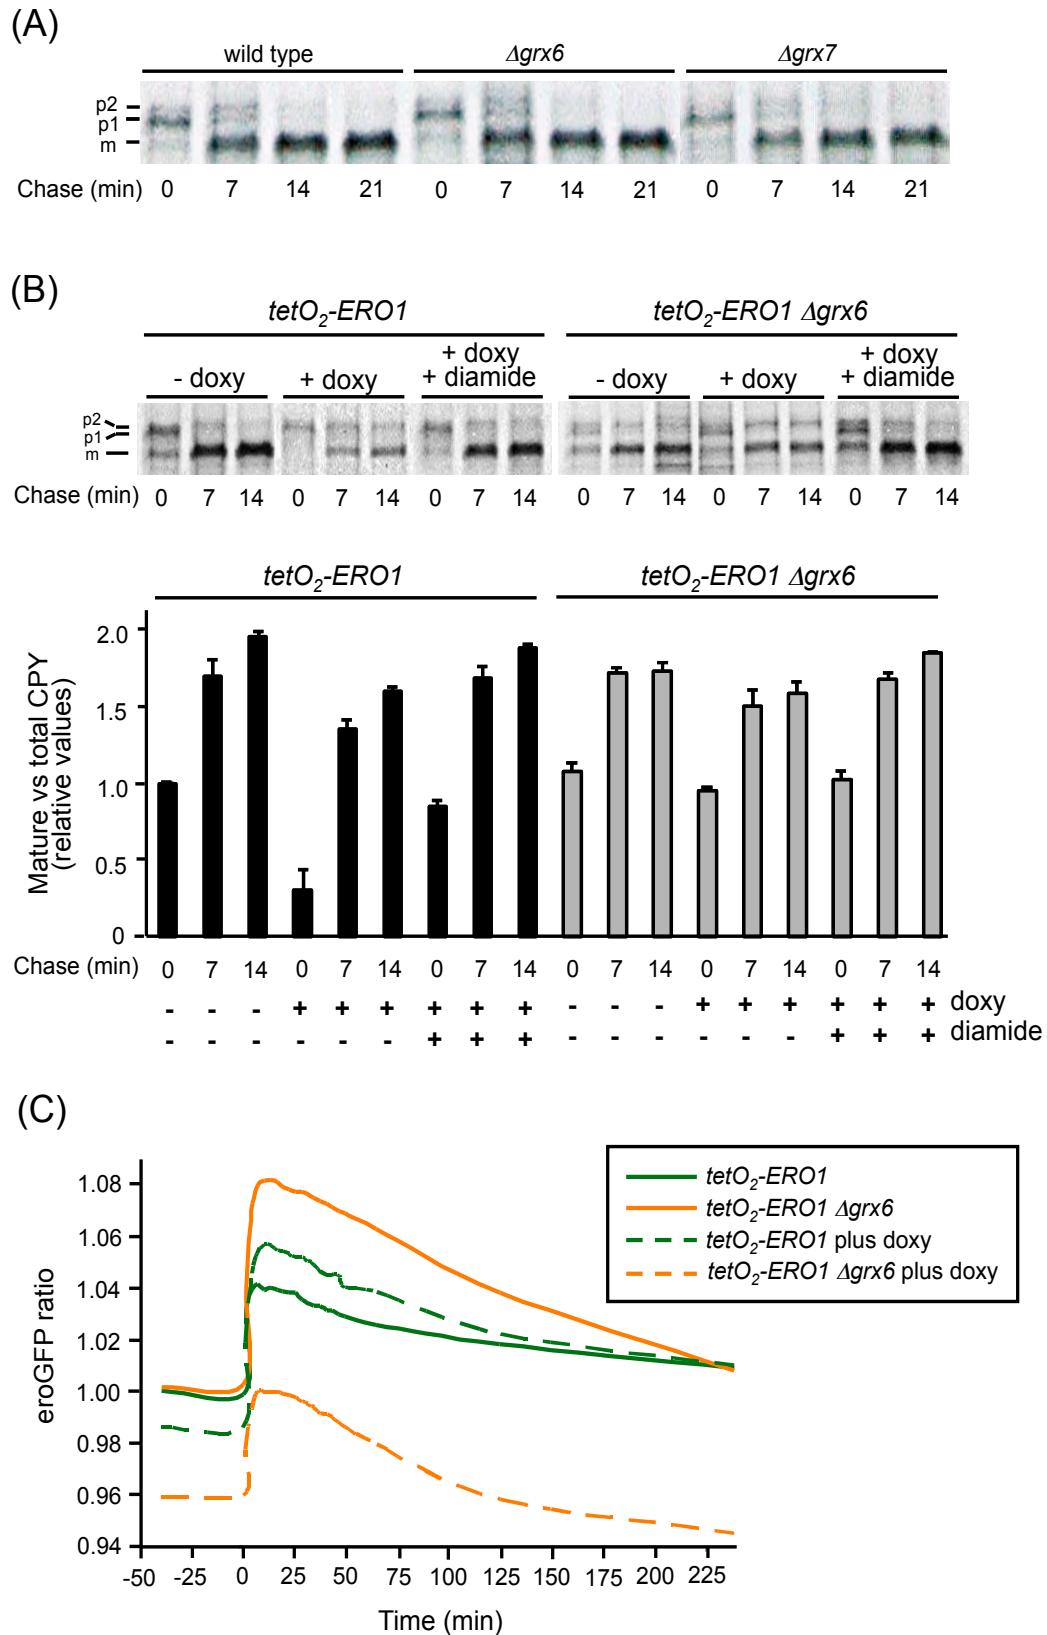 (A)
wild type Δgrx6 Δgrx7
p2
p1
m
Chase (min) 0 7 14 21 0 7 14 21 0 7 14 21
(B)
tetO2-ERO1 tetO2-ERO1 Δgrx6
+ doxy + doxy
- doxy + doxy + diamide - doxy + doxy + diamide
p2
p1
m
Chase (min) 0 7 14 0 7 14 0 7 14 0 7 14 0 7 14 0 7 14
tetO2-ERO1 tetO2-ERO1 Δgrx6
Mature vs total CPY
(relative values)
2.0
1.5
1.0
0.5
0
Chase (min) 0 7 14 0 7 14 0 7 14 0 7 14 0 7 14 0 7 14
- - - + + + + + + - - - + + + + + + doxy
- - - - - - + + + - - - - - - + + + diamide
(C)
eroGFP ratio
1.08
1.06
1.04
1.02
1.00
0.98
0.96
0.94
tetO2-ERO1
tetO2-ERO1 Δgrx6
tetO2-ERO1 plus doxy
tetO2-ERO1 Δgrx6 plus doxy
-50 -25 0 25 50 75 100 125 150 175 200 225
Time (min)